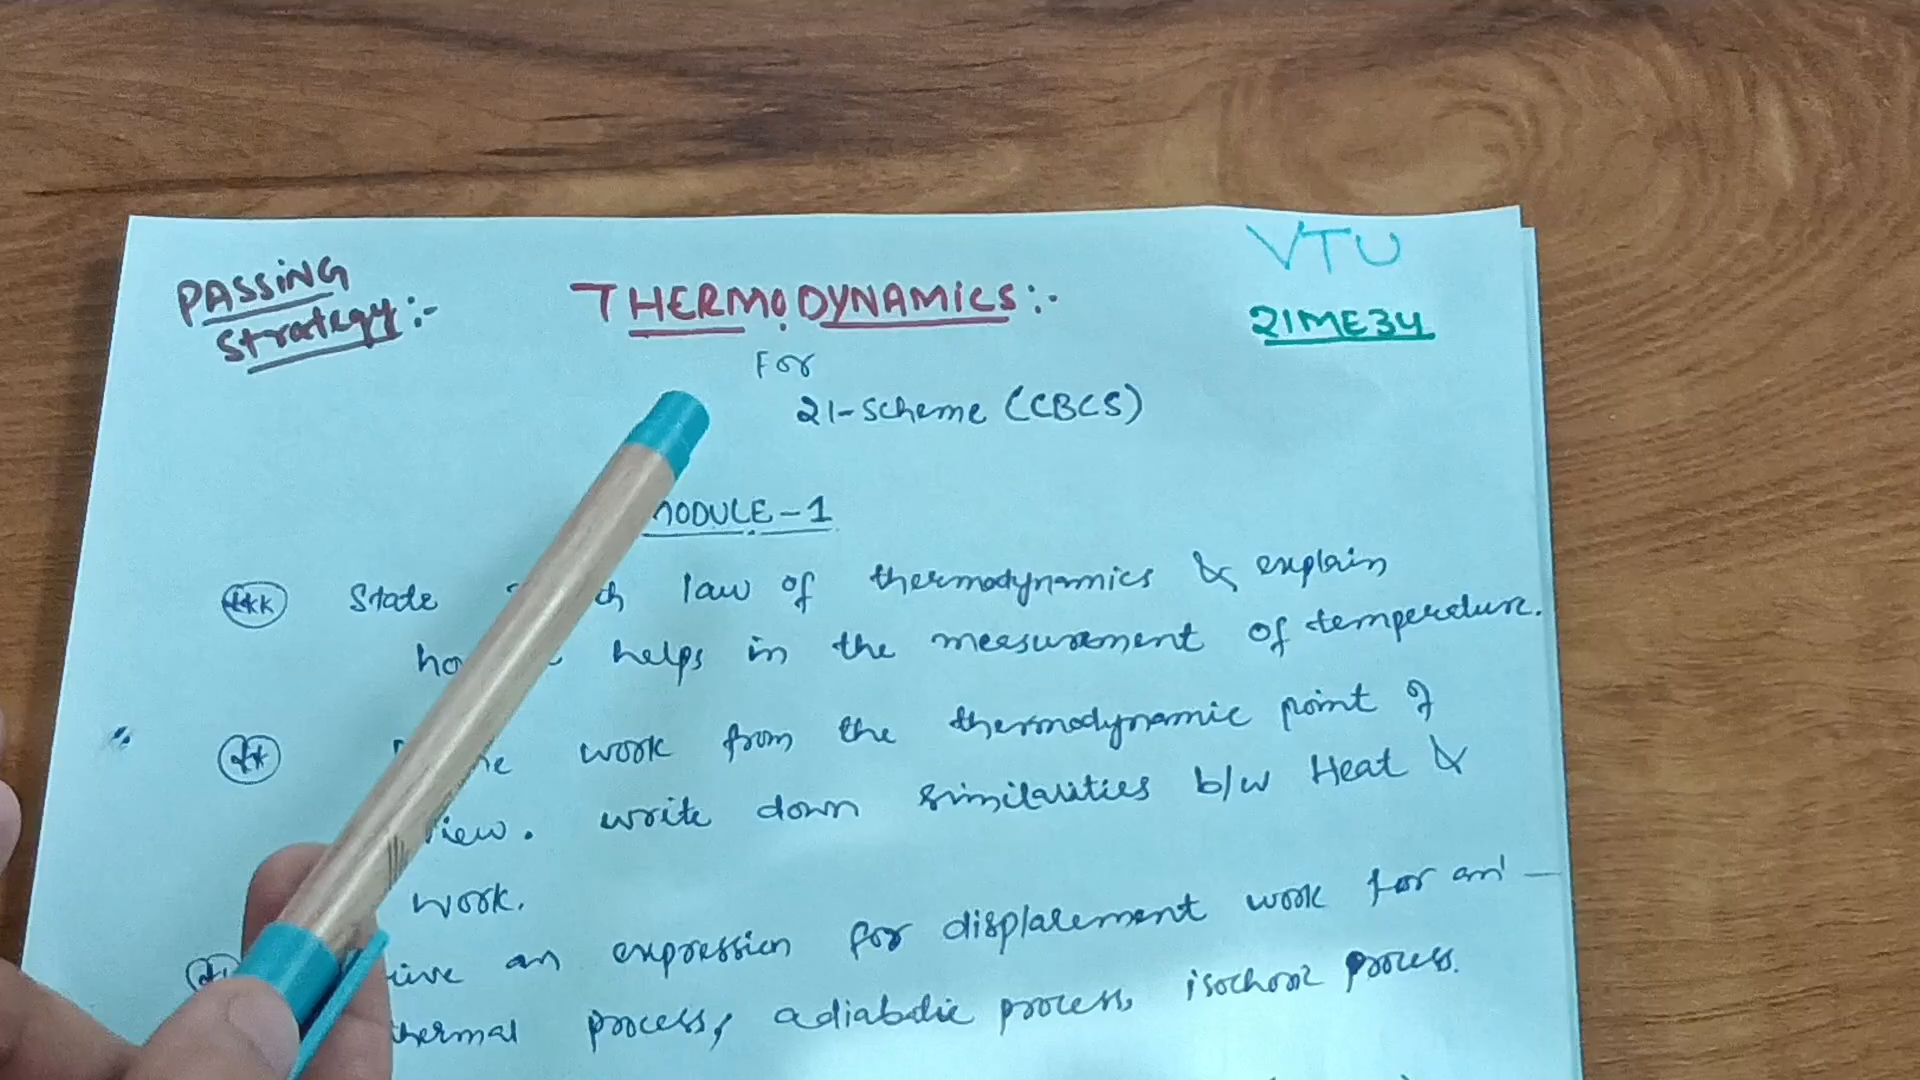 PASSiNG
strategy:-
THERMODYNAMICS:-
VTU
21ME34
For
21-Scheme (CBCS)
MODULE-1
State law of thermodynamics & explain
helps in the measurement of temperature.
work from the thermodynamic point of
view. write down similarities b/w Heat &
work.
an expression for displacement work for an
thermal process, adiabatic process, isochoric process.